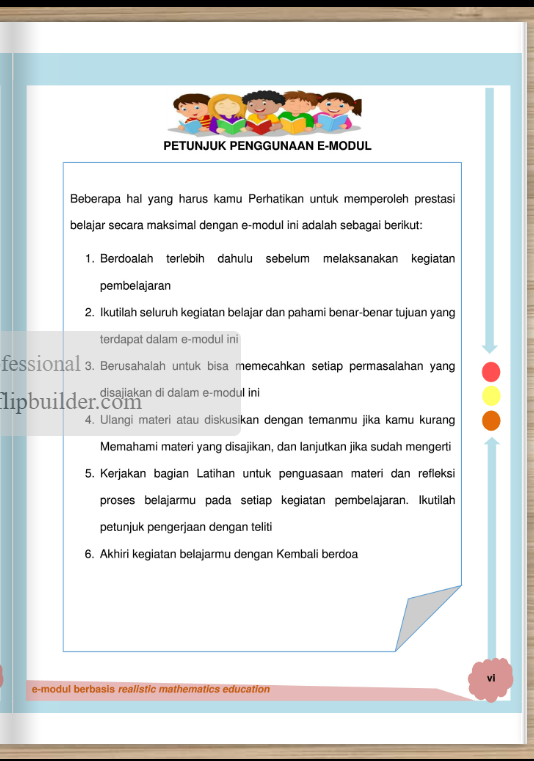 PETUNJUK PENGGUNAAN E-MODUL
Beberapa hal yang harus kamu Perhatikan untuk memperoleh prestasi
belajar secara maksimal dengan e-modul ini adalah sebagai berikut:
1. Berdoalah terlebih dahulu sebelum melaksanakan kegiatan
pembelajaran
2. Ikutilah seluruh kegiatan belajar dan pahami benar-benar tujuan yang
terdapat dalam e-modul ini
fessional
3. Berusahalah untuk bisa memecahkan setiap permasalahan yang
disajiakan di dalam e-modul ini
flipbuilder.com
4. Ulangi materi atau diskusikan dengan temanmu jika kamu kurang
Memahami materi yang disajikan, dan lanjutkan jika sudah mengerti
5. Kerjakan bagian Latihan untuk penguasaan materi dan refleksi
proses belajarmu pada setiap kegiatan pembelajaran. Ikutilah
petunjuk pengerjaan dengan teliti
6. Akhiri kegiatan belajarmu dengan Kembali berdoa
vi
e-modul berbasis realistic mathematics education